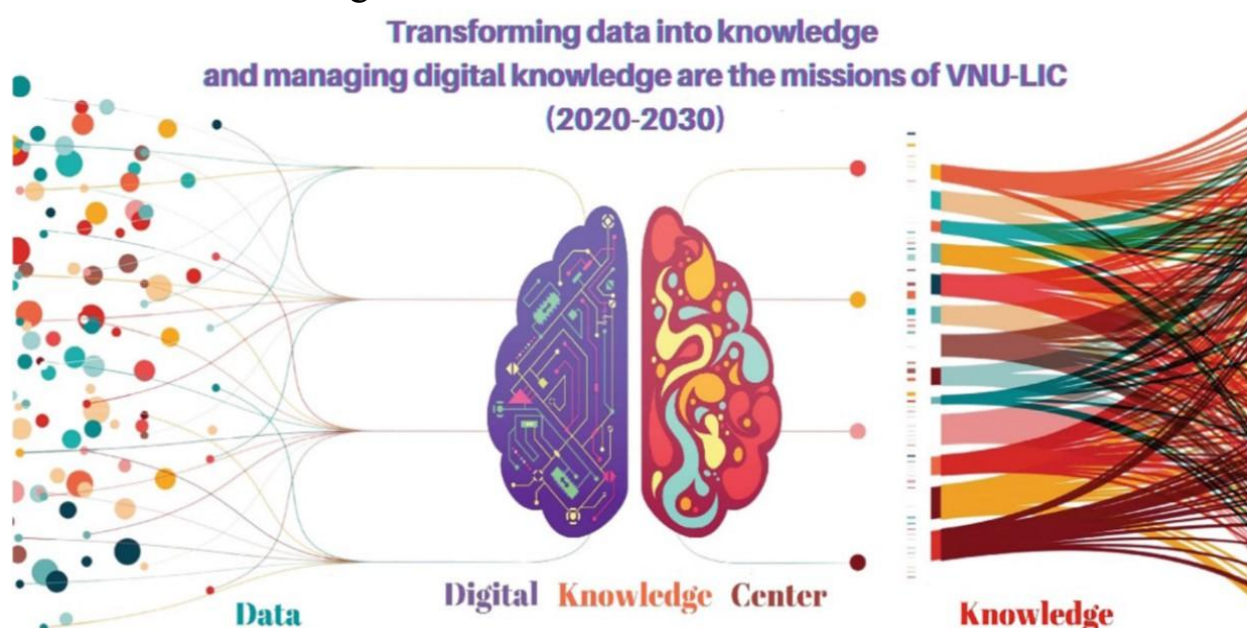 Transforming data into knowledge
and managing digital knowledge are the missions of VNU-LIC
(2020-2030)
Data
Digital Knowledge Center
Knowledge